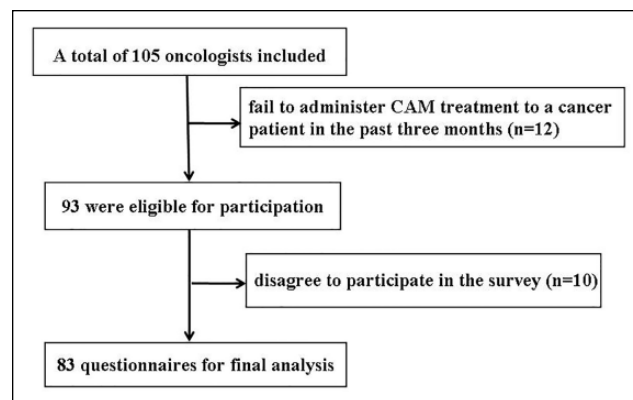 A total of 105 oncologists included
fail to administer CAM treatment to a cancer
patient in the past three months (n=12)
93 were eligible for participation
disagree to participate in the survey (n=10)
83 questionnaires for final analysis